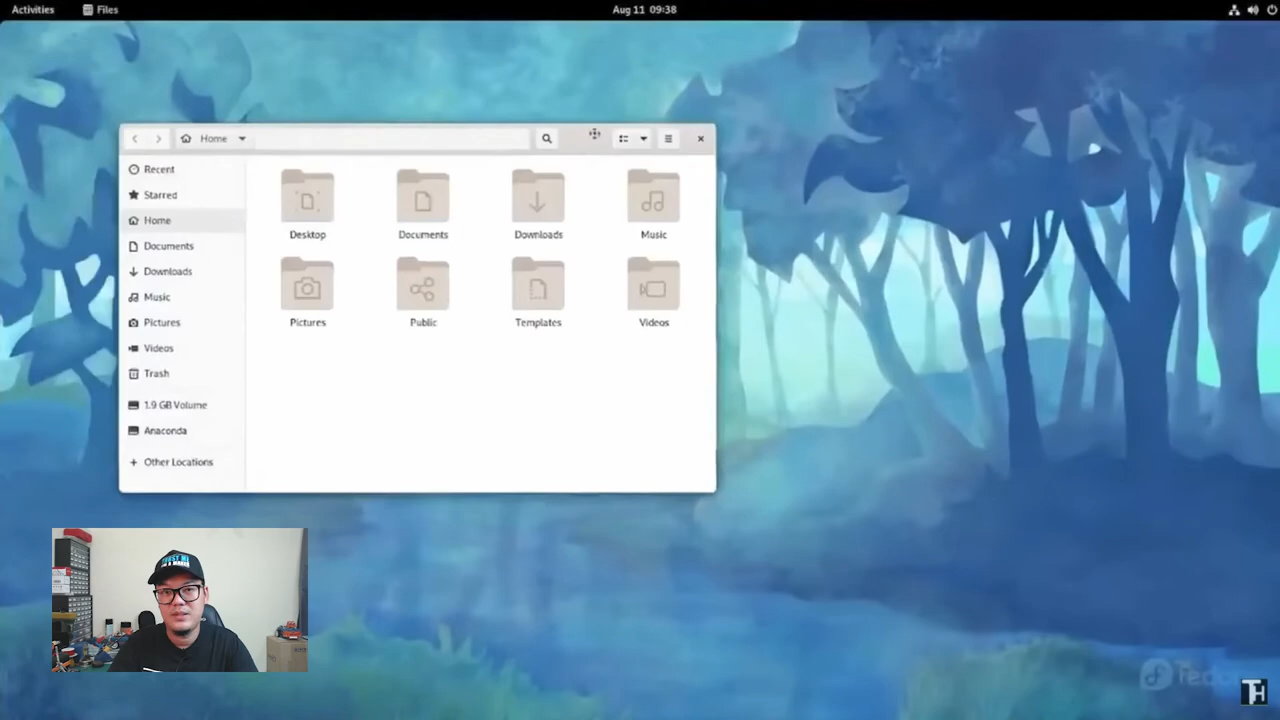 Activities Files Aug 11 09:38
Home
Recent
Starred
Home
Documents
Downloads
Music
Pictures
Videos
Trash
1.9 GB Volume
Anaconda
Other Locations
Desktop Documents Downloads Music
Pictures Public Templates Videos
TH